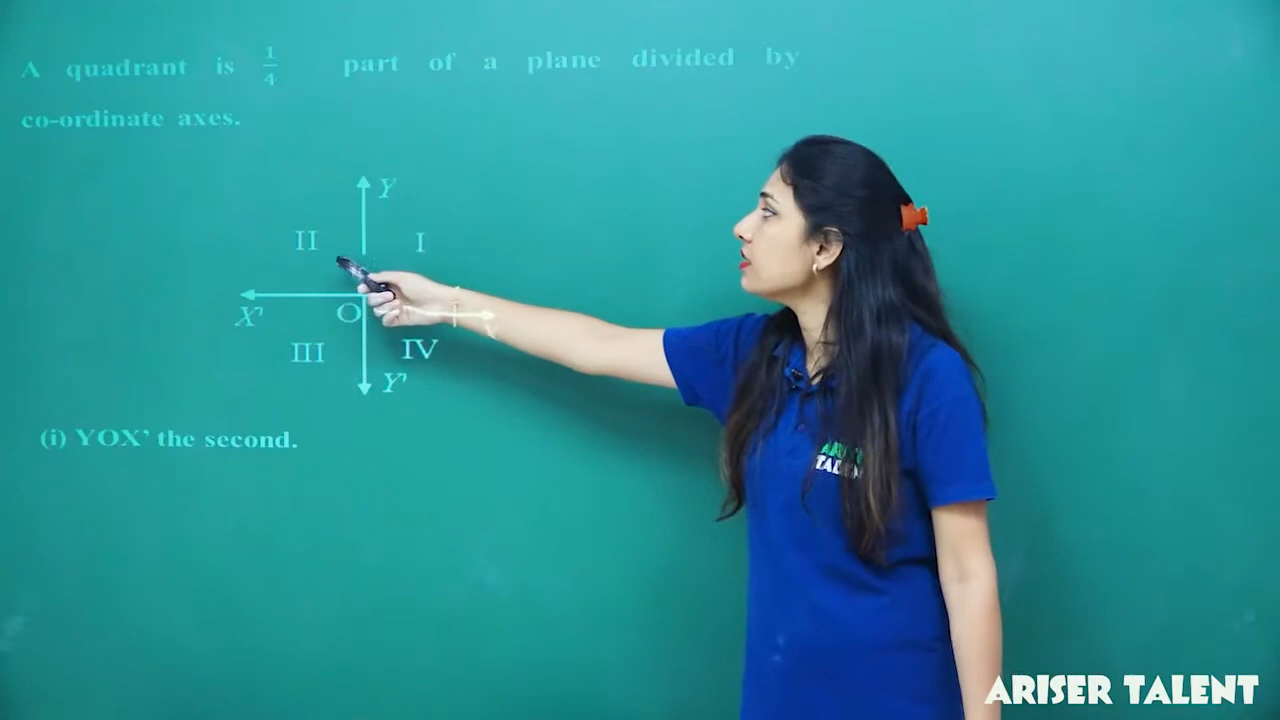 A quadrant is 1/4 part of a plane divided by
co-ordinate axes.
Y
II I
X' O
III IV
Y'
(i) YOX' the second.
ARISER TALENT